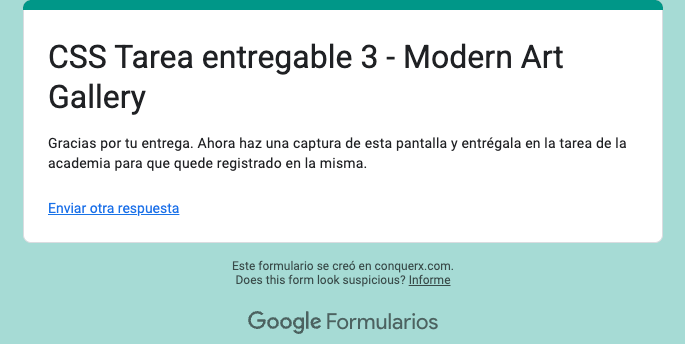 CSS Tarea entregable 3 - Modern Art
Gallery
Gracias por tu entrega. Ahora haz una captura de esta pantalla y entrégala en la tarea de la
academia para que quede registrado en la misma.
Enviar otra respuesta
Este formulario se creó en conquerx.com.
Does this form look suspicious? Informe
Google Formularios